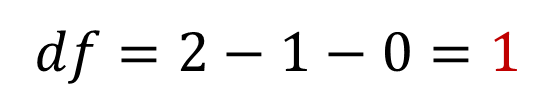 df = 2 − 1 − 0 = 1